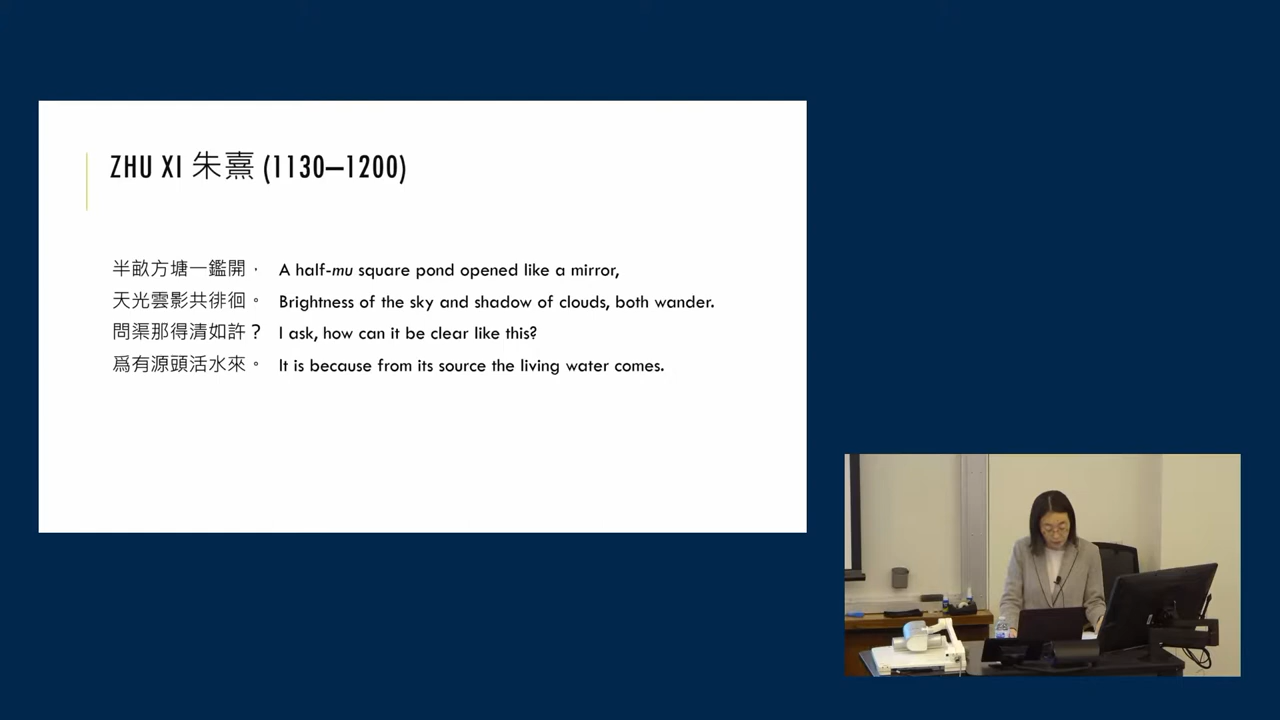 ZHU XI 朱熹 (1130–1200)
半畝方塘一鑑開， A half-mu square pond opened like a mirror,
天光雲影共徘徊。 Brightness of the sky and shadow of clouds, both wander.
問渠那得清如許？ I ask, how can it be clear like this?
爲有源頭活水來。 It is because from its source the living water comes.